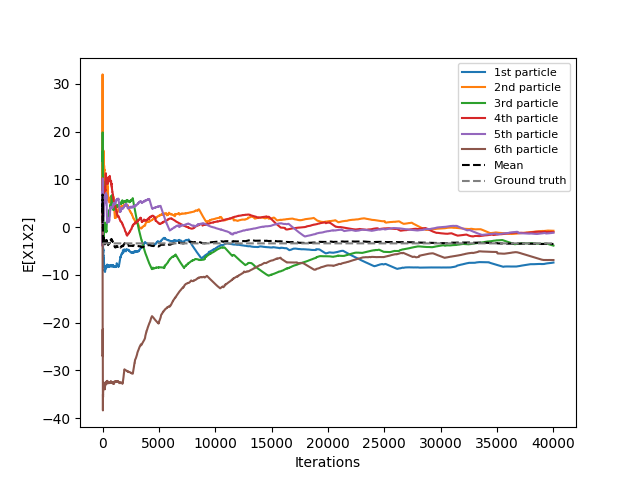 30
20
10
0
−10
−20
−30
−40
E[X1X2]
0 5000 10000 15000 20000 25000 30000 35000 40000
Iterations
1st particle
2nd particle
3rd particle
4th particle
5th particle
6th particle
Mean
Ground truth